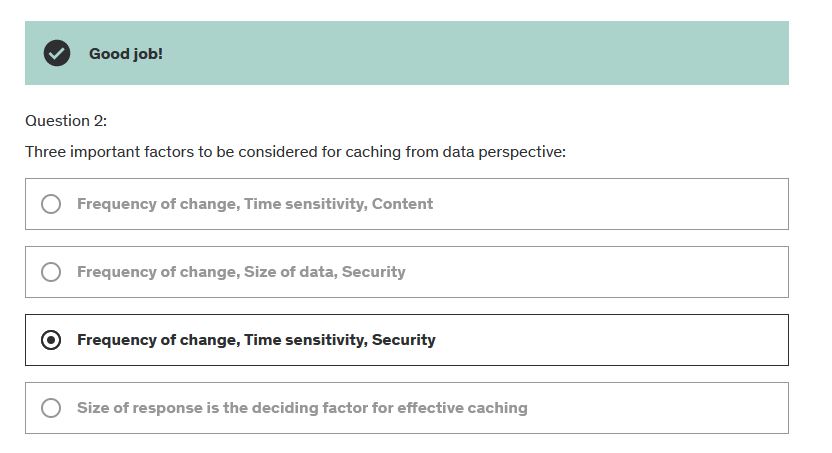 Good job!
Question 2:
Three important factors to be considered for caching from data perspective:
Frequency of change, Time sensitivity, Content
Frequency of change, Size of data, Security
Frequency of change, Time sensitivity, Security
Size of response is the deciding factor for effective caching